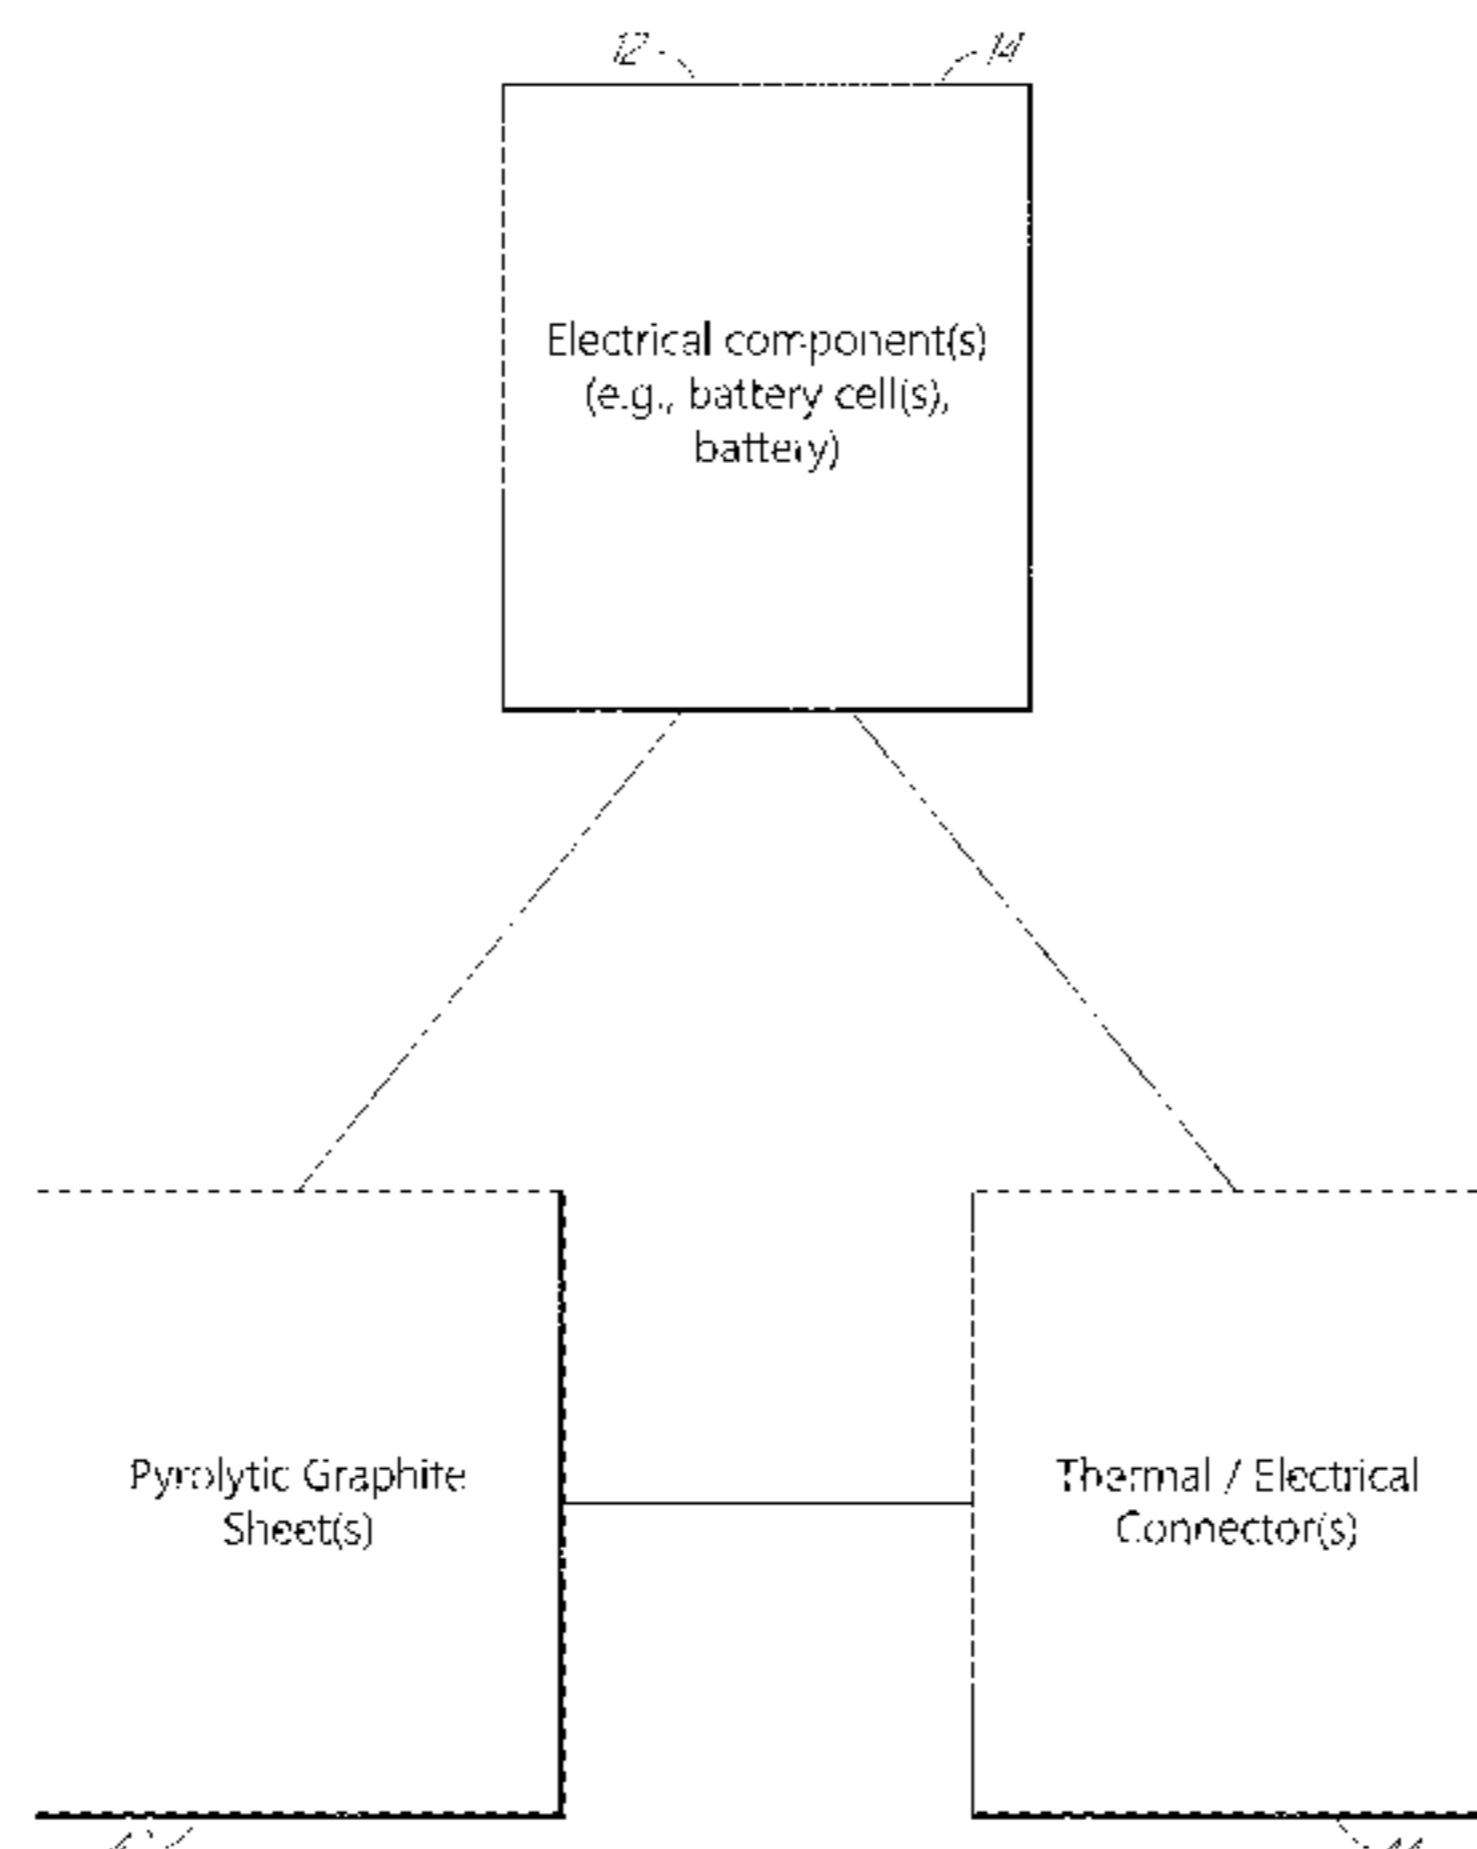 12 14
Electrical component(s)
(e.g., battery cell(s),
battery)
Pyrolytic Graphite
Sheet(s)
Thermal / Electrical
Connector(s)